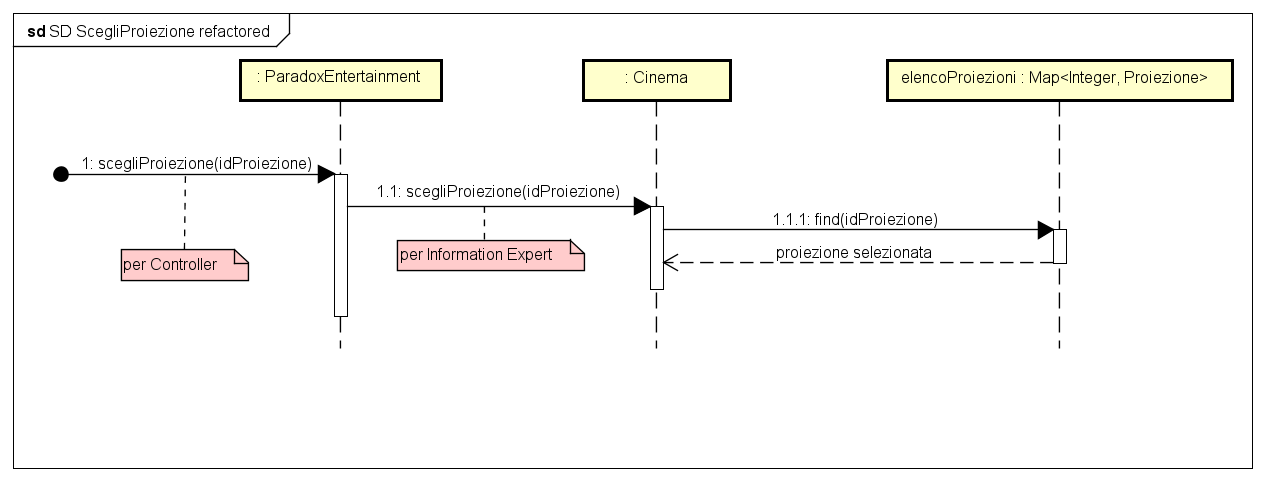 sd SD ScegliProiezione refactored
: ParadoxEntertainment
: Cinema
elencoProiezioni : Map<Integer, Proiezione>
1: scegliProiezione(idProiezione)
1.1: scegliProiezione(idProiezione)
1.1.1: find(idProiezione)
proiezione selezionata
per Controller
per Information Expert